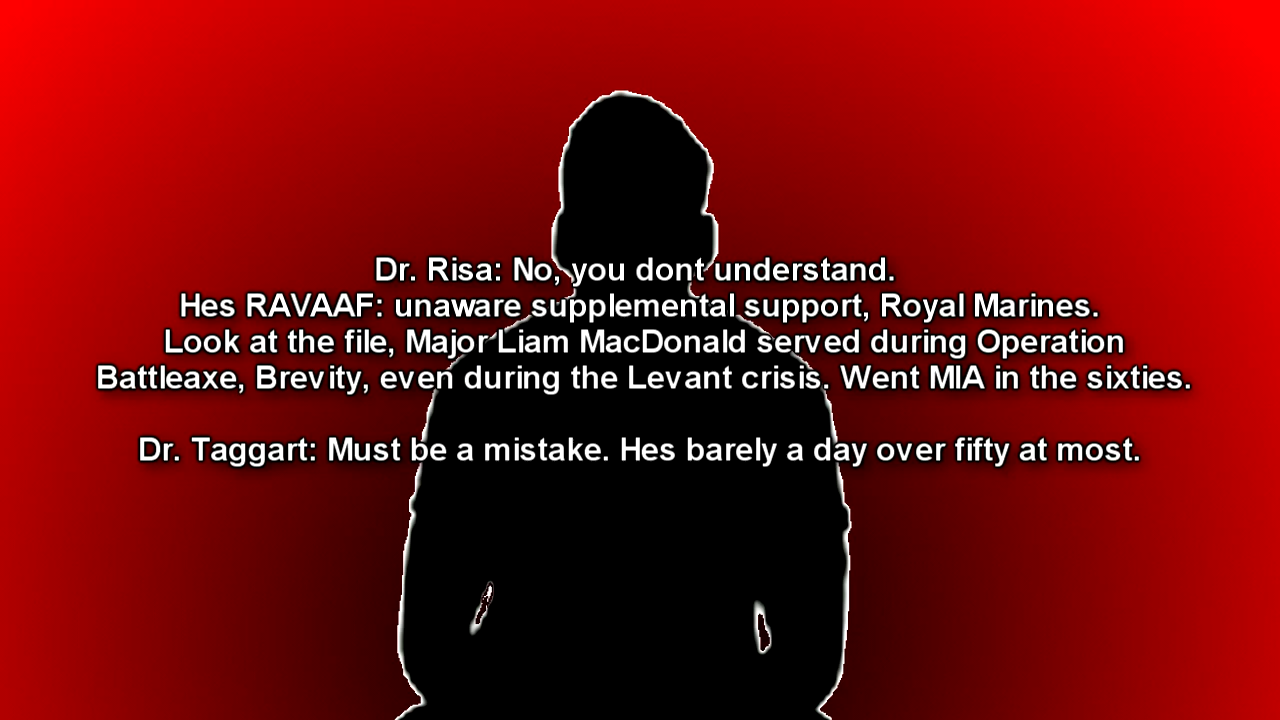 Dr. Risa: No, you dont understand.
Hes RAVAAF: unaware supplemental support, Royal Marines.
Look at the file, Major Liam MacDonald served during Operation
Battleaxe, Brevity, even during the Levant crisis. Went MIA in the sixties.
Dr. Taggart: Must be a mistake. Hes barely a day over fifty at most.